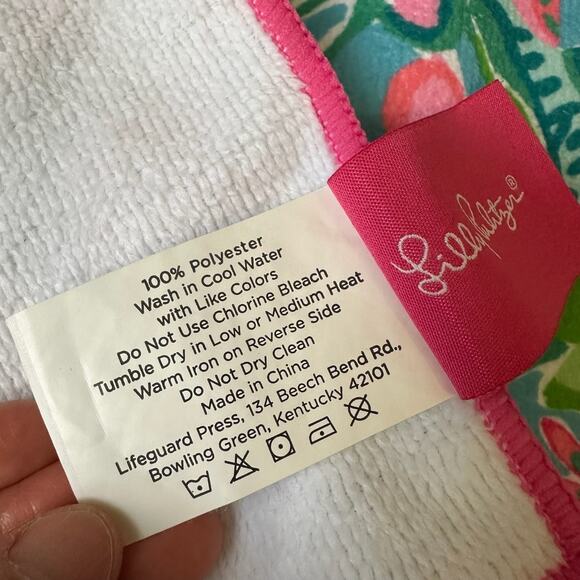 Lilly Pulitzer®
100% Polyester
Wash in Cool Water
with Like Colors
Do Not Use Chlorine Bleach
Tumble Dry in Low or Medium Heat
Warm Iron on Reverse Side
Do Not Dry Clean
Made in China
Lifeguard Press, 134 Beech Bend Rd.,
Bowling Green, Kentucky 42101